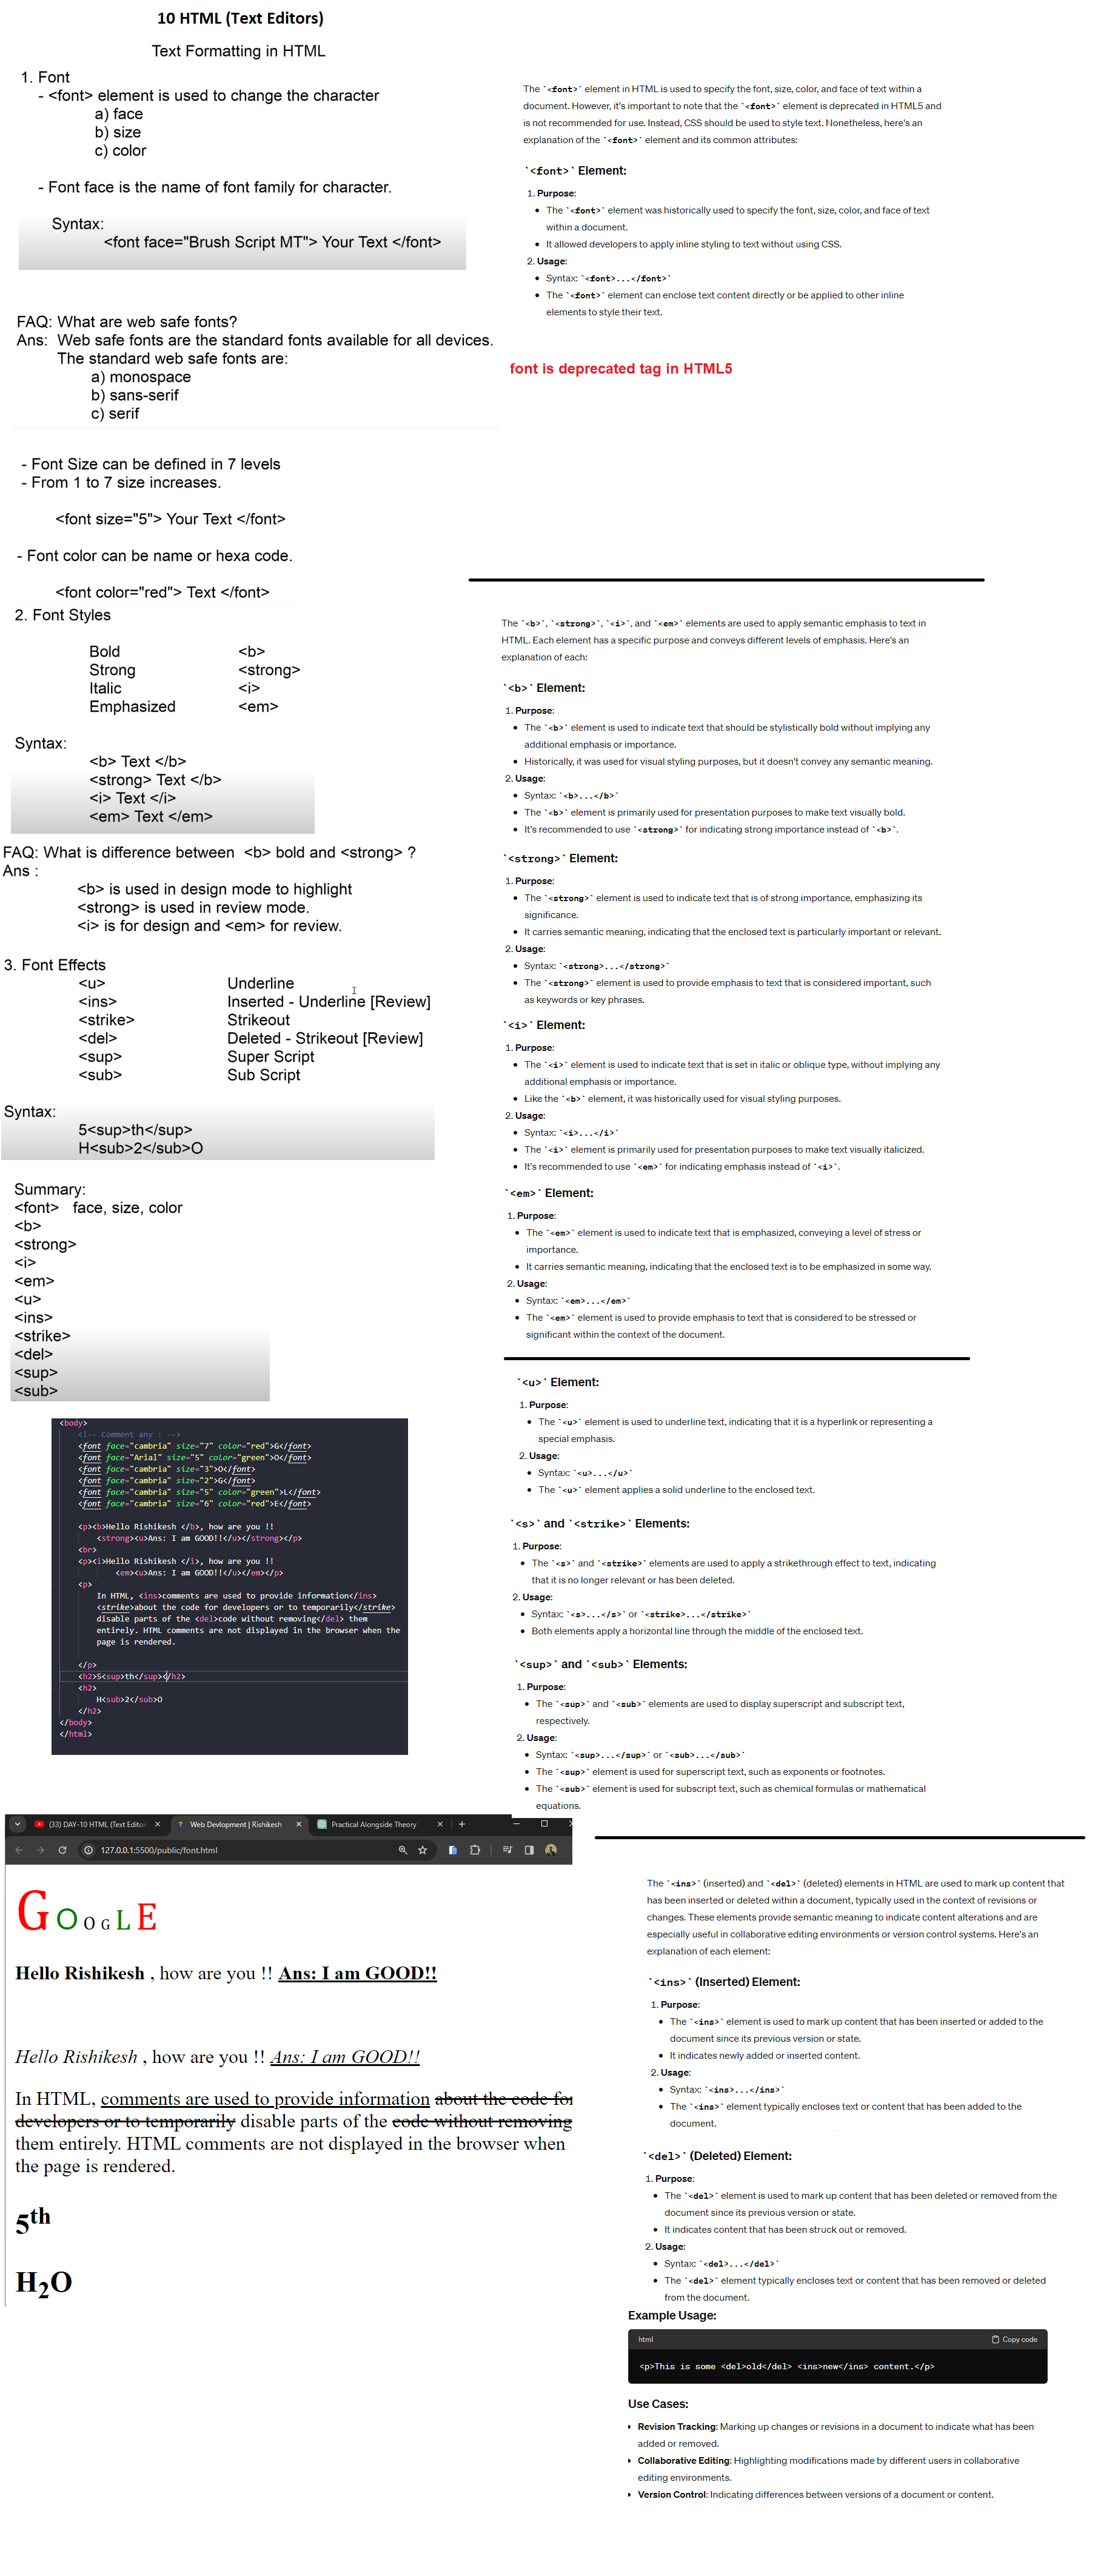 10 HTML (Text Editors)
Text Formatting in HTML
1. Font
- <font> element is used to change the character
a) face
b) size
c) color
- Font face is the name of font family for character.
Syntax:
<font face="Brush Script MT"> Your Text </font>
FAQ: What are web safe fonts?
Ans: Web safe fonts are the standard fonts available for all devices.
The standard web safe fonts are:
a) monospace
b) sans-serif
c) serif
- Font Size can be defined in 7 levels
- From 1 to 7 size increases.
<font size="5"> Your Text </font>
- Font color can be name or hexa code.
<font color="red"> Text </font>
The `<font>` element in HTML is used to specify the font, size, color, and face of text within a
document. However, it's important to note that the `<font>` element is deprecated in HTML5 and
is not recommended for use. Instead, CSS should be used to style text. Nonetheless, here's an
explanation of the `<font>` element and its common attributes:
`<font>` Element:
1. Purpose:
• The `<font>` element was historically used to specify the font, size, color, and face of text
within a document.
• It allowed developers to apply inline styling to text without using CSS.
2. Usage:
• Syntax: `<font>...</font>`
• The `<font>` element can enclose text content directly or be applied to other inline
elements to style their text.
font is deprecated tag in HTML5
2. Font Styles
Bold <b>
Strong <strong>
Italic <i>
Emphasized <em>
Syntax:
<b> Text </b>
<strong> Text </b>
<i> Text </i>
<em> Text </em>
FAQ: What is difference between <b> bold and <strong> ?
Ans :
<b> is used in design mode to highlight
<strong> is used in review mode.
<i> is for design and <em> for review.
The `<b>`, `<strong>`, `<i>`, and `<em>` elements are used to apply semantic emphasis to text in
HTML. Each element has a specific purpose and conveys different levels of emphasis. Here's an
explanation of each:
`<b>` Element:
1. Purpose:
• The `<b>` element is used to indicate text that should be stylistically bold without implying any
additional emphasis or importance.
• Historically, it was used for visual styling purposes, but it doesn't convey any semantic meaning.
2. Usage:
• Syntax: `<b>...</b>`
• The `<b>` element is primarily used for presentation purposes to make text visually bold.
• It's recommended to use `<strong>` for indicating strong importance instead of `<b>`.
`<strong>` Element:
1. Purpose:
• The `<strong>` element is used to indicate text that is of strong importance, emphasizing its
significance.
• It carries semantic meaning, indicating that the enclosed text is particularly important or relevant.
2. Usage:
• Syntax: `<strong>...</strong>`
• The `<strong>` element is used to provide emphasis to text that is considered important, such
as keywords or key phrases.
`<i>` Element:
1. Purpose:
• The `<i>` element is used to indicate text that is set in italic or oblique type, without implying any
additional emphasis or importance.
• Like the `<b>` element, it was historically used for visual styling purposes.
2. Usage:
• Syntax: `<i>...</i>`
• The `<i>` element is primarily used for presentation purposes to make text visually italicized.
• It's recommended to use `<em>` for indicating emphasis instead of `<i>`.
`<em>` Element:
1. Purpose:
• The `<em>` element is used to indicate text that is emphasized, conveying a level of stress or
importance.
• It carries semantic meaning, indicating that the enclosed text is to be emphasized in some way.
2. Usage:
• Syntax: `<em>...</em>`
• The `<em>` element is used to provide emphasis to text that is considered to be stressed or
significant within the context of the document.
3. Font Effects
<u> Underline
<ins> Inserted - Underline [Review]
<strike> Strikeout
<del> Deleted - Strikeout [Review]
<sup> Super Script
<sub> Sub Script
Syntax:
5<sup>th</sup>
H<sub>2</sub>O
Summary:
<font> face, size, color
<b>
<strong>
<i>
<em>
<u>
<ins>
<strike>
<del>
<sup>
<sub>
<body>
<!-- Comment any : -->
<font face="cambria" size="7" color="red">G</font>
<font face="Arial" size="5" color="green">O</font>
<font face="cambria" size="3">O</font>
<font face="cambria" size="2">G</font>
<font face="cambria" size="5" color="green">L</font>
<font face="cambria" size="6" color="red">E</font>
<p><b>Hello Rishikesh </b>, how are you !!
<strong><u>Ans: I am GOOD!!</u></strong></p>
<br>
<p><i>Hello Rishikesh </i>, how are you !!
<em><u>Ans: I am GOOD!!</u></em></p>
<p>
In HTML, <ins>comments are used to provide information</ins>
<strike>about the code for developers or to temporarily</strike>
disable parts of the <del>code without removing</del> them
entirely. HTML comments are not displayed in the browser when the
page is rendered.
</p>
<h2>5<sup>th</sup></h2>
<h2>
H<sub>2</sub>O
</h2>
</body>
</html>
`<u>` Element:
1. Purpose:
• The `<u>` element is used to underline text, indicating that it is a hyperlink or representing a
special emphasis.
2. Usage:
• Syntax: `<u>...</u>`
• The `<u>` element applies a solid underline to the enclosed text.
`<s>` and `<strike>` Elements:
1. Purpose:
• The `<s>` and `<strike>` elements are used to apply a strikethrough effect to text, indicating
that it is no longer relevant or has been deleted.
2. Usage:
• Syntax: `<s>...</s>` or `<strike>...</strike>`
• Both elements apply a horizontal line through the middle of the enclosed text.
`<sup>` and `<sub>` Elements:
1. Purpose:
• The `<sup>` and `<sub>` elements are used to display superscript and subscript text,
respectively.
2. Usage:
• Syntax: `<sup>...</sup>` or `<sub>...</sub>`
• The `<sup>` element is used for superscript text, such as exponents or footnotes.
• The `<sub>` element is used for subscript text, such as chemical formulas or mathematical
equations.
(33) DAY-10 HTML (Text Editor
Web Devlopment | Rishikesh
Practical Alongside Theory
127.0.0.1:5500/public/font.html
G O O G L E
Hello Rishikesh , how are you !! Ans: I am GOOD!!
Hello Rishikesh , how are you !! Ans: I am GOOD!!
In HTML, comments are used to provide information about the code for
developers or to temporarily disable parts of the code without removing
them entirely. HTML comments are not displayed in the browser when
the page is rendered.
5th
H2O
The `<ins>` (inserted) and `<del>` (deleted) elements in HTML are used to mark up content that
has been inserted or deleted within a document, typically used in the context of revisions or
changes. These elements provide semantic meaning to indicate content alterations and are
especially useful in collaborative editing environments or version control systems. Here's an
explanation of each element:
`<ins>` (Inserted) Element:
1. Purpose:
• The `<ins>` element is used to mark up content that has been inserted or added to the
document since its previous version or state.
• It indicates newly added or inserted content.
2. Usage:
• Syntax: `<ins>...</ins>`
• The `<ins>` element typically encloses text or content that has been added to the
document.
`<del>` (Deleted) Element:
1. Purpose:
• The `<del>` element is used to mark up content that has been deleted or removed from the
document since its previous version or state.
• It indicates content that has been struck out or removed.
2. Usage:
• Syntax: `<del>...</del>`
• The `<del>` element typically encloses text or content that has been removed or deleted
from the document.
Example Usage:
html
Copy code
<p>This is some <del>old</del> <ins>new</ins> content.</p>
Use Cases:
• Revision Tracking: Marking up changes or revisions in a document to indicate what has been
added or removed.
• Collaborative Editing: Highlighting modifications made by different users in collaborative
editing environments.
• Version Control: Indicating differences between versions of a document or content.